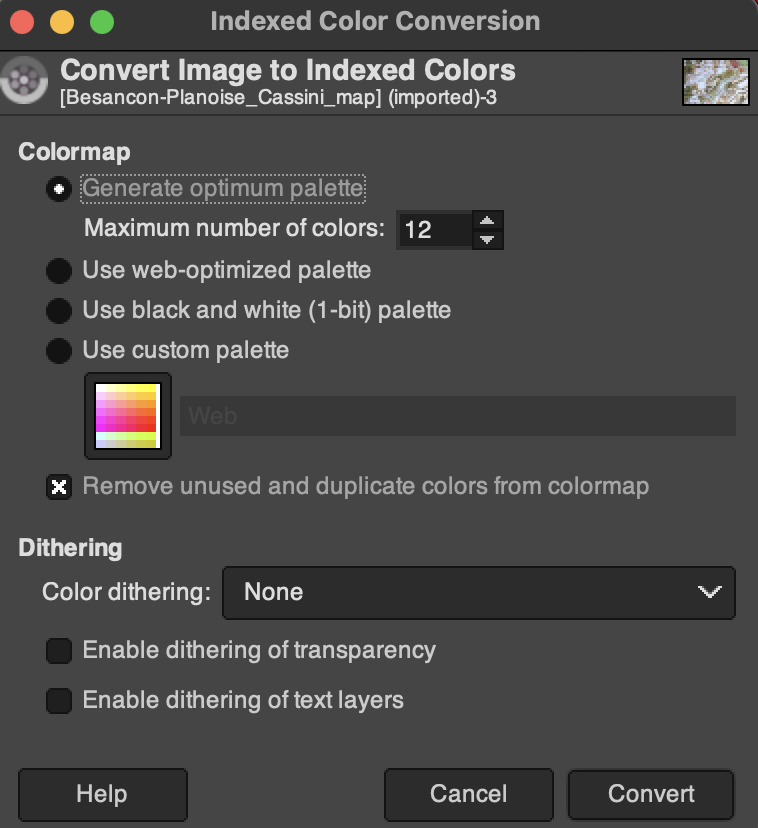 Indexed Color Conversion
Convert Image to Indexed Colors
[Besancon-Planoise_Cassini_map] (imported)-3
Colormap
Generate optimum palette
Maximum number of colors: 12
Use web-optimized palette
Use black and white (1-bit) palette
Use custom palette
Web
Remove unused and duplicate colors from colormap
Dithering
Color dithering: None
Enable dithering of transparency
Enable dithering of text layers
Help Cancel Convert